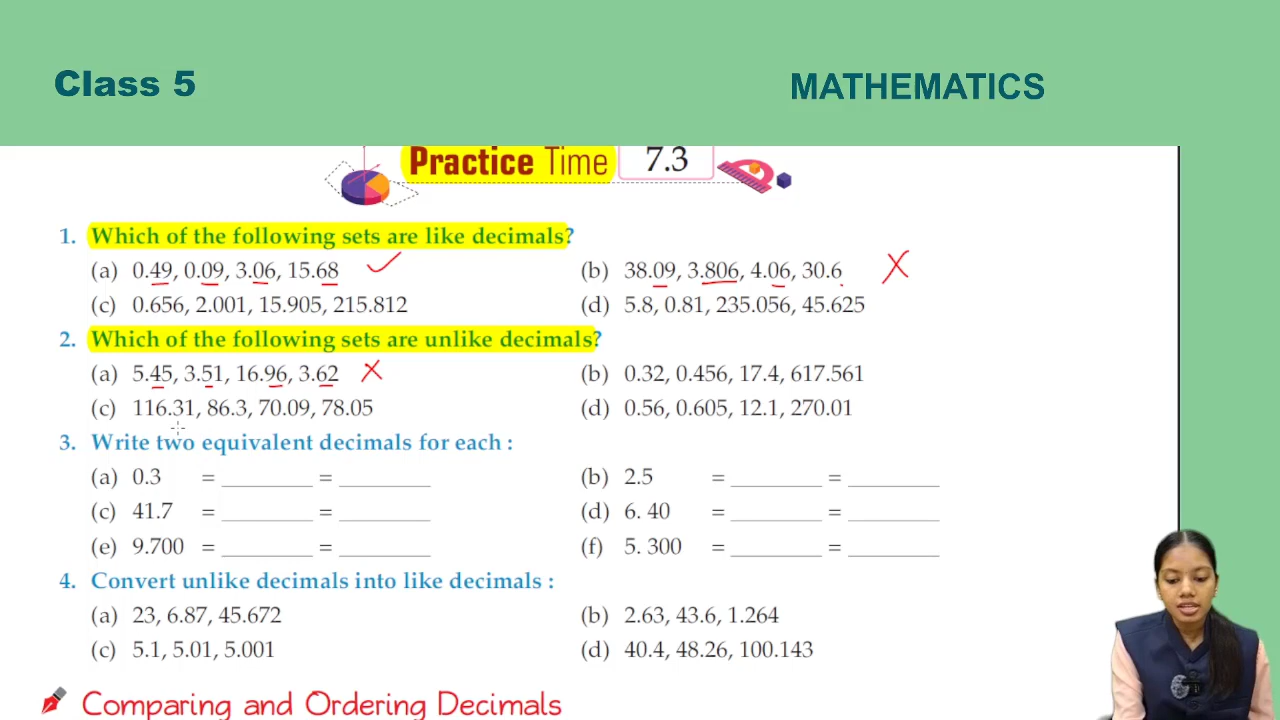 Class 5
MATHEMATICS
Practice Time 7.3
1. Which of the following sets are like decimals?
(a) 0.49, 0.09, 3.06, 15.68 (b) 38.09, 3.806, 4.06, 30.6
(c) 0.656, 2.001, 15.905, 215.812 (d) 5.8, 0.81, 235.056, 45.625
2. Which of the following sets are unlike decimals?
(a) 5.45, 3.51, 16.96, 3.62 (b) 0.32, 0.456, 17.4, 617.561
(c) 116.31, 86.3, 70.09, 78.05 (d) 0.56, 0.605, 12.1, 270.01
3. Write two equivalent decimals for each :
(a) 0.3 = ________ = ________ (b) 2.5 = ________ = ________
(c) 41.7 = ________ = ________ (d) 6. 40 = ________ = ________
(e) 9.700 = ________ = ________ (f) 5. 300 = ________ = ________
4. Convert unlike decimals into like decimals :
(a) 23, 6.87, 45.672 (b) 2.63, 43.6, 1.264
(c) 5.1, 5.01, 5.001 (d) 40.4, 48.26, 100.143
Comparing and Ordering Decimals